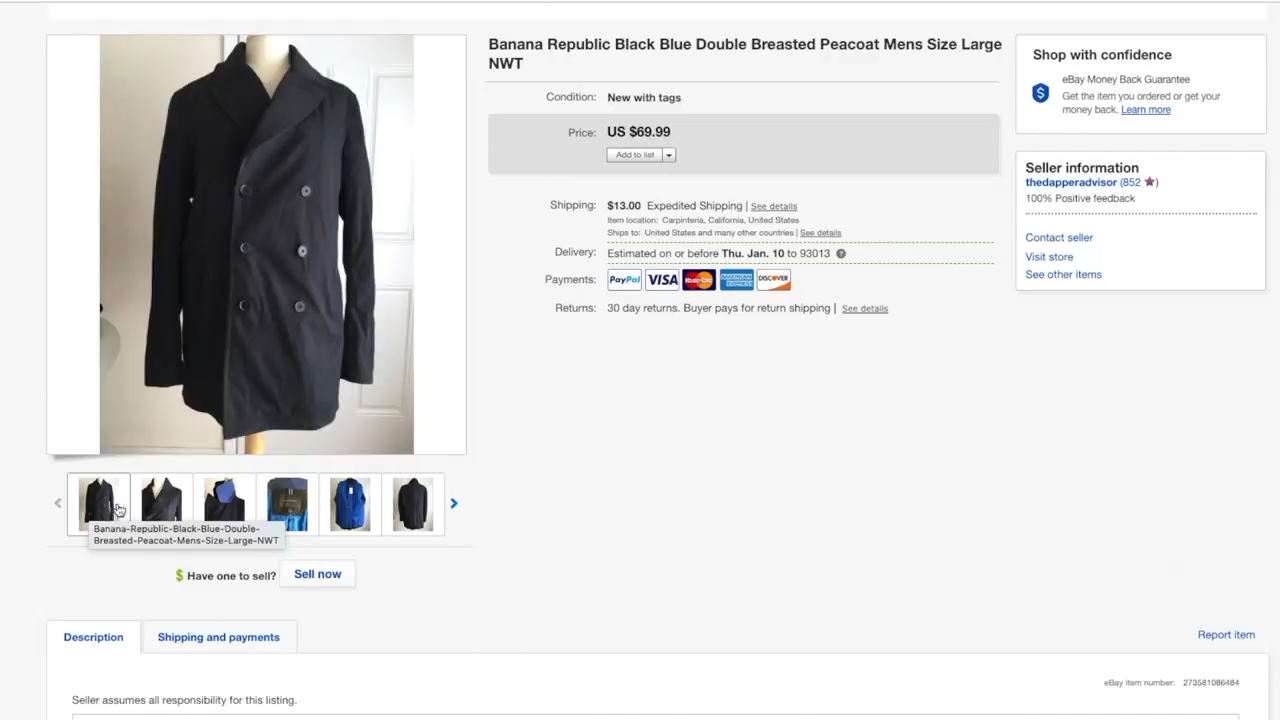 Banana Republic Black Blue Double Breasted Peacoat Mens Size Large
NWT
Condition: New with tags
Price: US $69.99
Add to list
Shipping: $13.00 Expedited Shipping | See details
Item location: Carpinteria, California, United States
Ships to: United States and many other countries | See details
Delivery: Estimated on or before Thu. Jan. 10 to 93013
Payments: PayPal VISA MasterCard AMERICAN EXPRESS DISCOVER
Returns: 30 day returns. Buyer pays for return shipping | See details
Shop with confidence
eBay Money Back Guarantee
Get the item you ordered or get your
money back. Learn more
Seller information
thedapperadvisor (852 )
100% Positive feedback
Contact seller
Visit store
See other items
Banana-Republic-Black-Blue-Double-
Breasted-Peacoat-Mens-Size-Large-NWT
$ Have one to sell? Sell now
Description Shipping and payments
Report item
eBay item number: 273581086484
Seller assumes all responsibility for this listing.